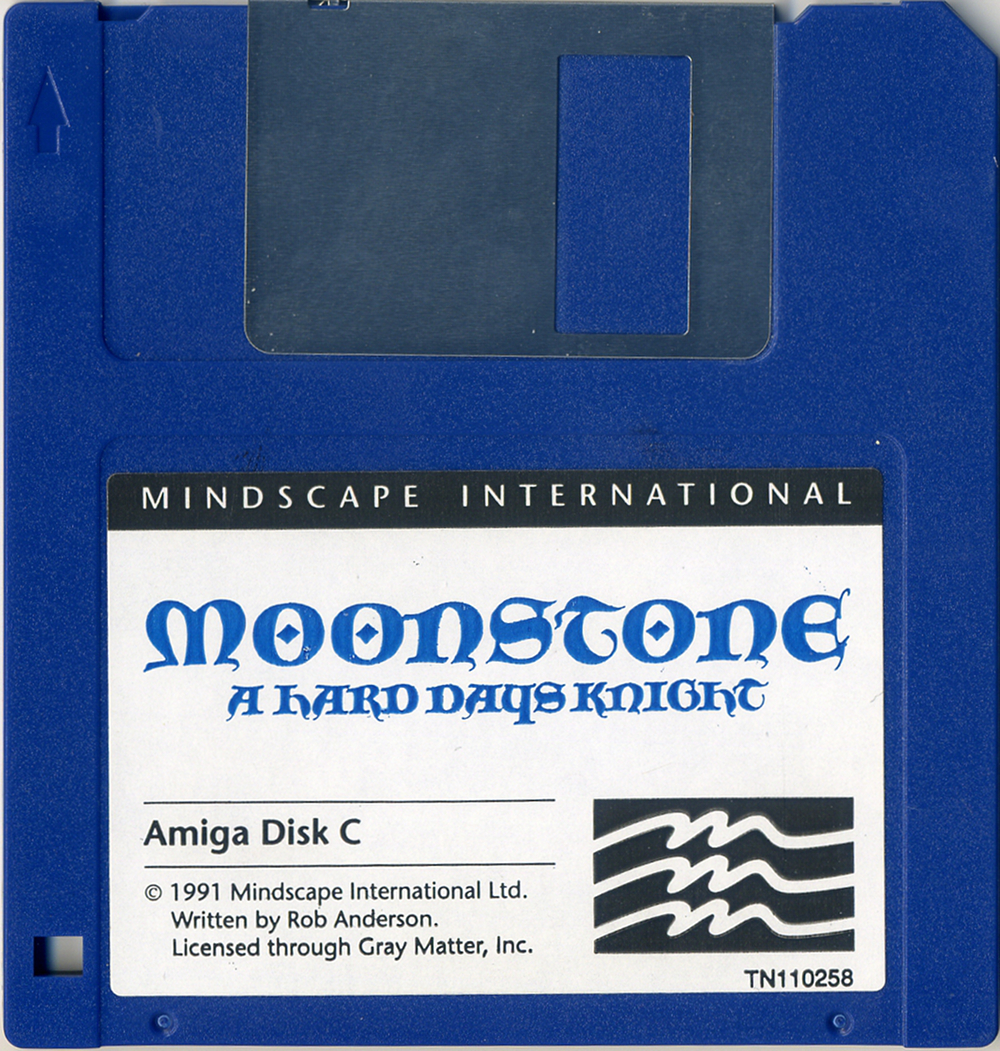 MINDSCAPE INTERNATIONAL
MOONSTONE
A HARD DAYS KNIGHT
Amiga Disk C
© 1991 Mindscape International Ltd.
Written by Rob Anderson.
Licensed through Gray Matter, Inc.
TN110258